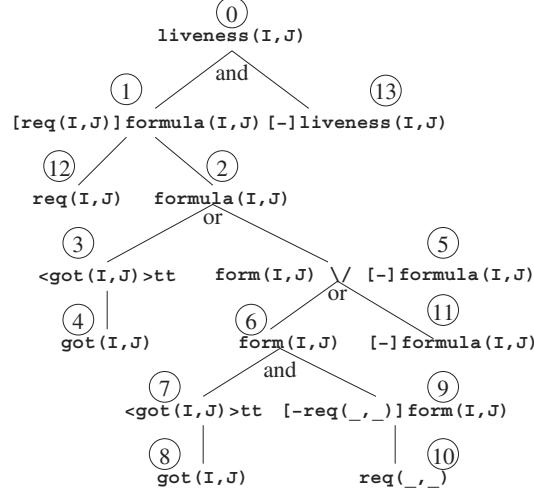 0
liveness(I,J)
and
1
13
[req(I,J)]formula(I,J) [-]liveness(I,J)
12
2
req(I,J) formula(I,J)
or
3
5
<got(I,J)>tt form(I,J) \/ [-]formula(I,J)
or
4
6
11
got(I,J) form(I,J) [-]formula(I,J)
and
7
9
<got(I,J)>tt [-req(_,_)]form(I,J)
8
10
got(I,J) req(_,_)